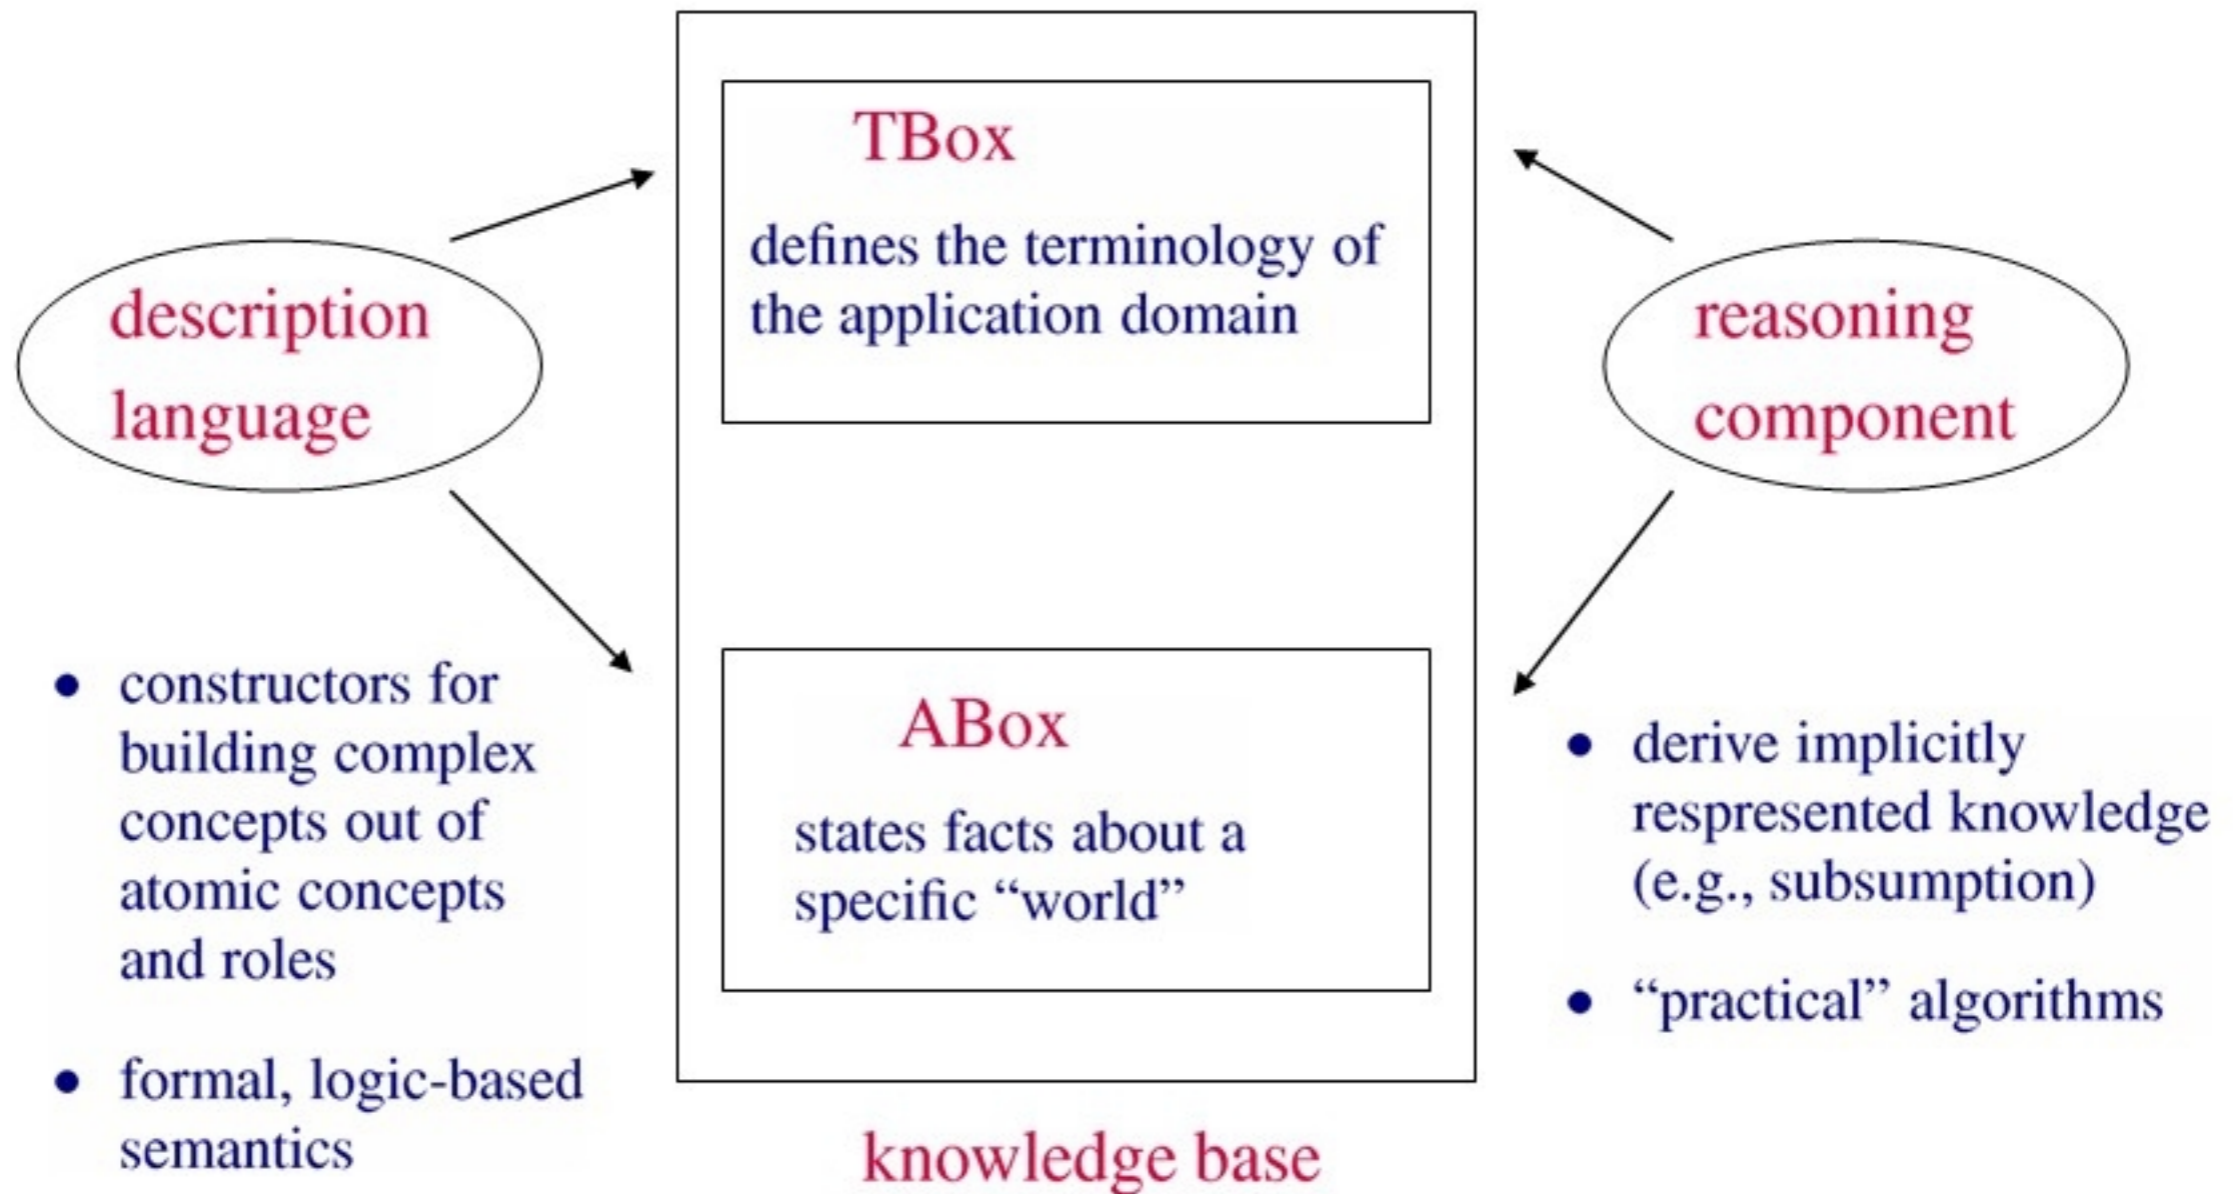 TBox
defines the terminology of
the application domain
description
language
reasoning
component
• constructors for
building complex
concepts out of
atomic concepts
and roles
• formal, logic-based
semantics
ABox
states facts about a
specific “world”
• derive implicitly
respresented knowledge
(e.g., subsumption)
• “practical” algorithms
knowledge base